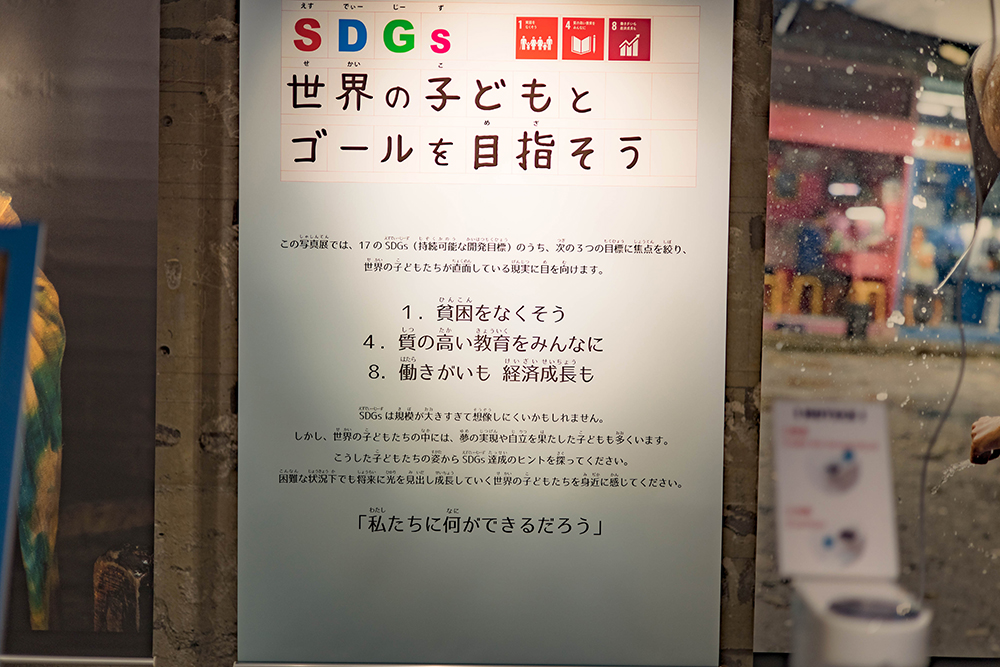 SDGs
世界の子どもと
ゴールを目指そう
この写真展では、17のSDGs（持続可能な開発目標）のうち、次の３つの目標に焦点を絞り、
世界の子どもたちが直面している現実に目を向けます。
1．貧困をなくそう
4．質の高い教育をみんなに
8．働きがいも 経済成長も
SDGsは規模が大きすぎて想像しにくいかもしれません。
しかし、世界の子どもたちの中には、夢の実現や自立を果たした子どもも多くいます。
こうした子どもたちの姿からSDGs達成のヒントを探ってください。
困難な状況下でも将来に光を見出し成長していく世界の子どもたちを身近に感じてください。
「私たちに何ができるだろう」